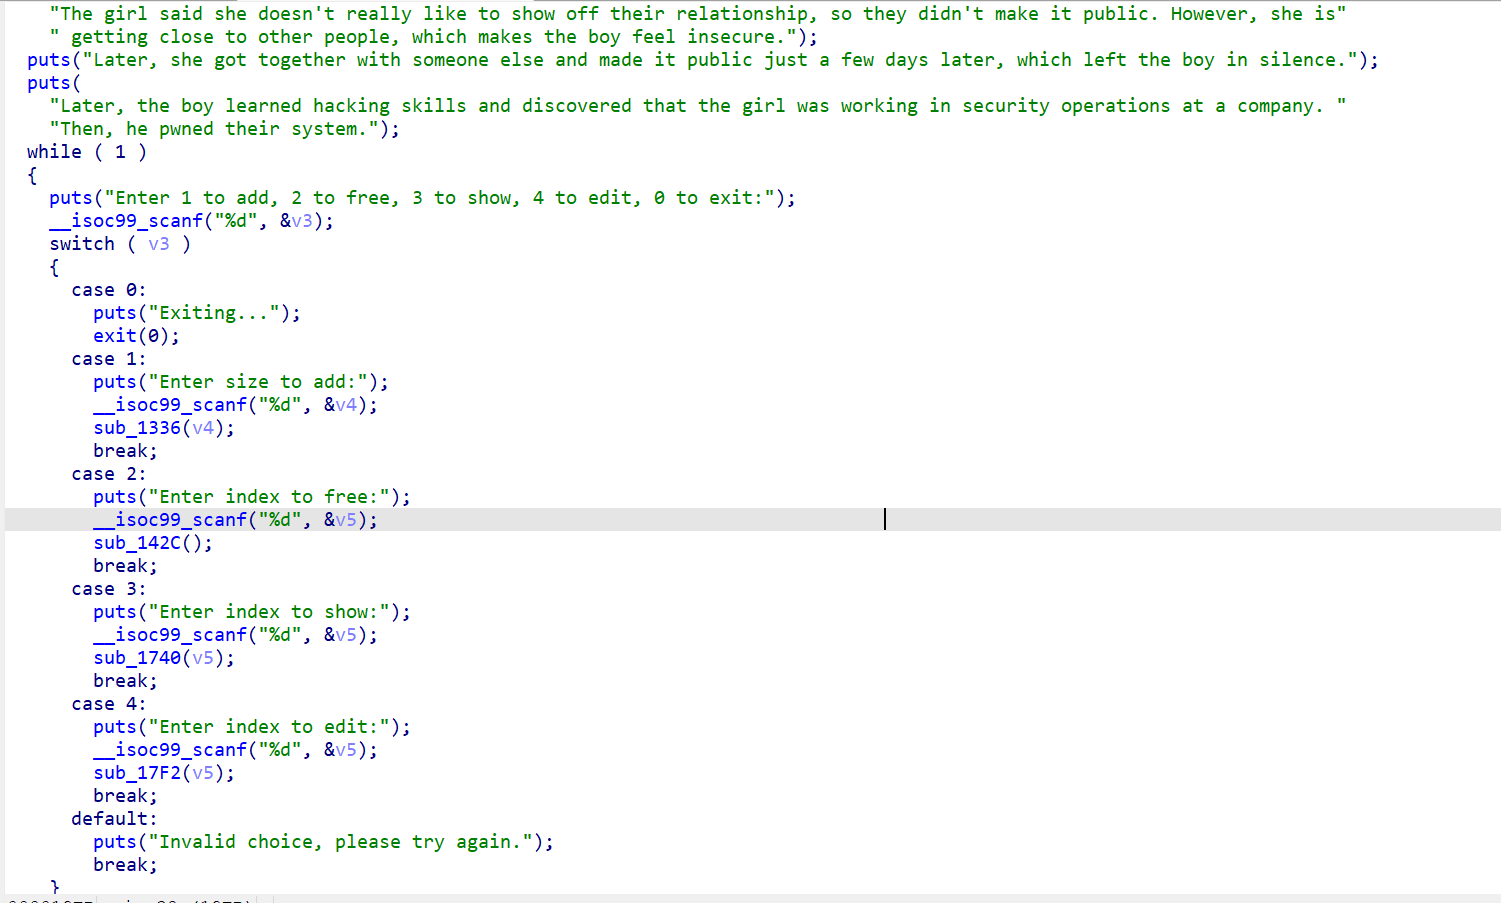 "The girl said she doesn't really like to show off their relationship, so they didn't make it public. However, she is"
" getting close to other people, which makes the boy feel insecure.");
puts("Later, she got together with someone else and made it public just a few days later, which left the boy in silence.");
puts(
"Later, the boy learned hacking skills and discovered that the girl was working in security operations at a company. "
"Then, he pwned their system.");
while ( 1 )
{
puts("Enter 1 to add, 2 to free, 3 to show, 4 to edit, 0 to exit:");
__isoc99_scanf("%d", &v3);
switch ( v3 )
{
case 0:
puts("Exiting...");
exit(0);
case 1:
puts("Enter size to add:");
__isoc99_scanf("%d", &v4);
sub_1336(v4);
break;
case 2:
puts("Enter index to free:");
__isoc99_scanf("%d", &v5);
sub_142C();
break;
case 3:
puts("Enter index to show:");
__isoc99_scanf("%d", &v5);
sub_1740(v5);
break;
case 4:
puts("Enter index to edit:");
__isoc99_scanf("%d", &v5);
sub_17F2(v5);
break;
default:
puts("Invalid choice, please try again.");
break;
}